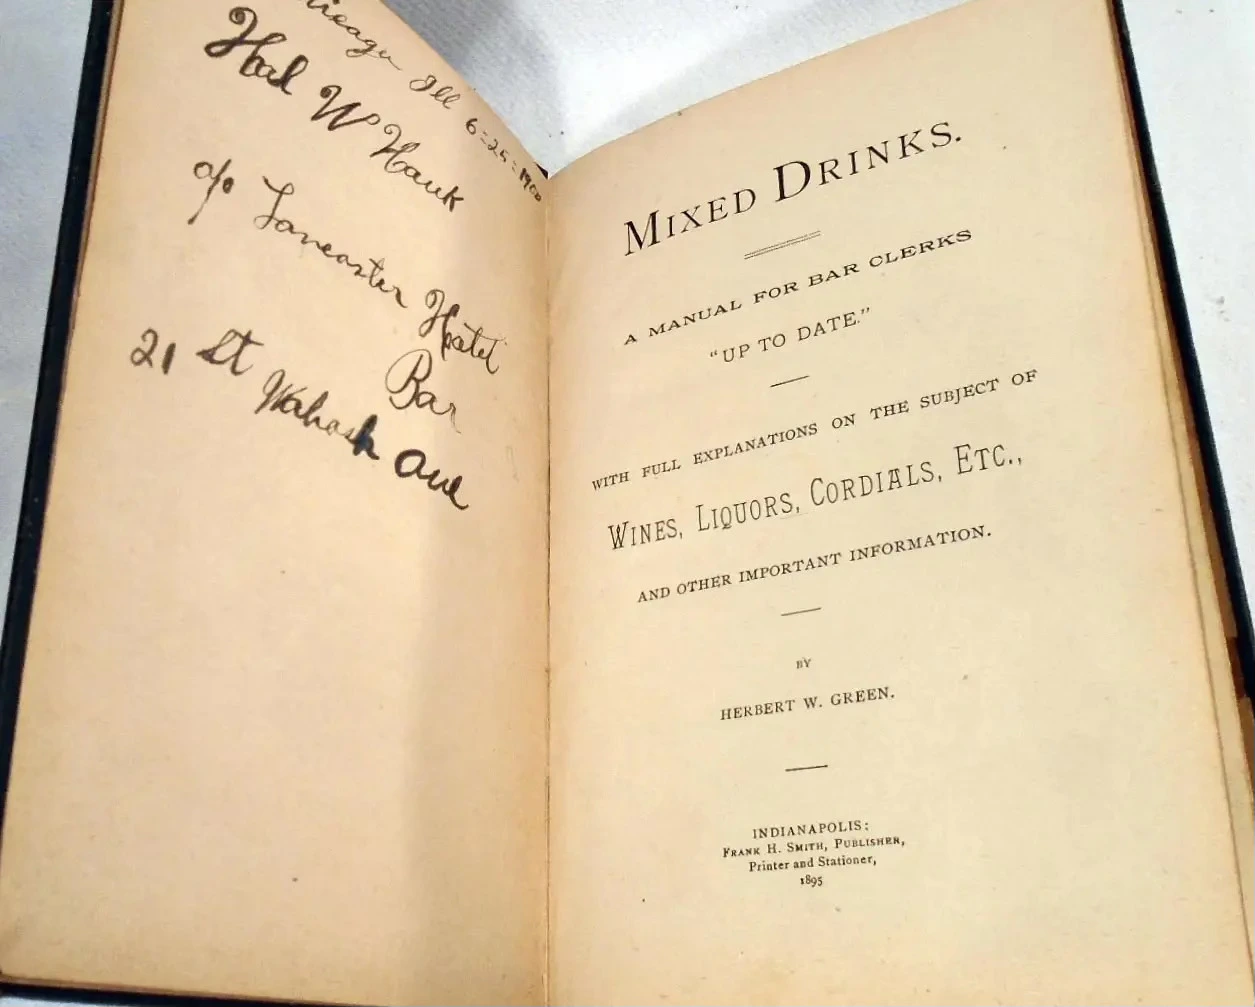 Chicago Ill 6-25-1900
Hal W Hauk
c/o Lancaster Hotel
Bar
21 St Wabash Ave
MIXED DRINKS.
A MANUAL FOR BAR CLERKS
"UP TO DATE."
WITH FULL EXPLANATIONS ON THE SUBJECT OF
WINES, LIQUORS, CORDIALS, ETC.,
AND OTHER IMPORTANT INFORMATION.
BY
HERBERT W. GREEN.
INDIANAPOLIS:
FRANK H. SMITH, PUBLISHER,
Printer and Stationer,
1895